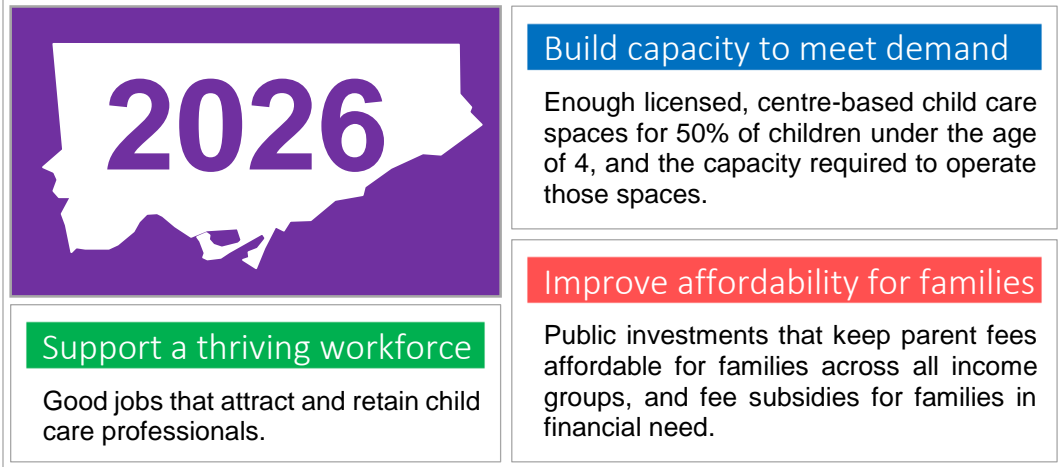 2026
Build capacity to meet demand
Enough licensed, centre-based child care
spaces for 50% of children under the age
of 4, and the capacity required to operate
those spaces.
Improve affordability for families
Public investments that keep parent fees
affordable for families across all income
groups, and fee subsidies for families in
financial need.
Support a thriving workforce
Good jobs that attract and retain child
care professionals.